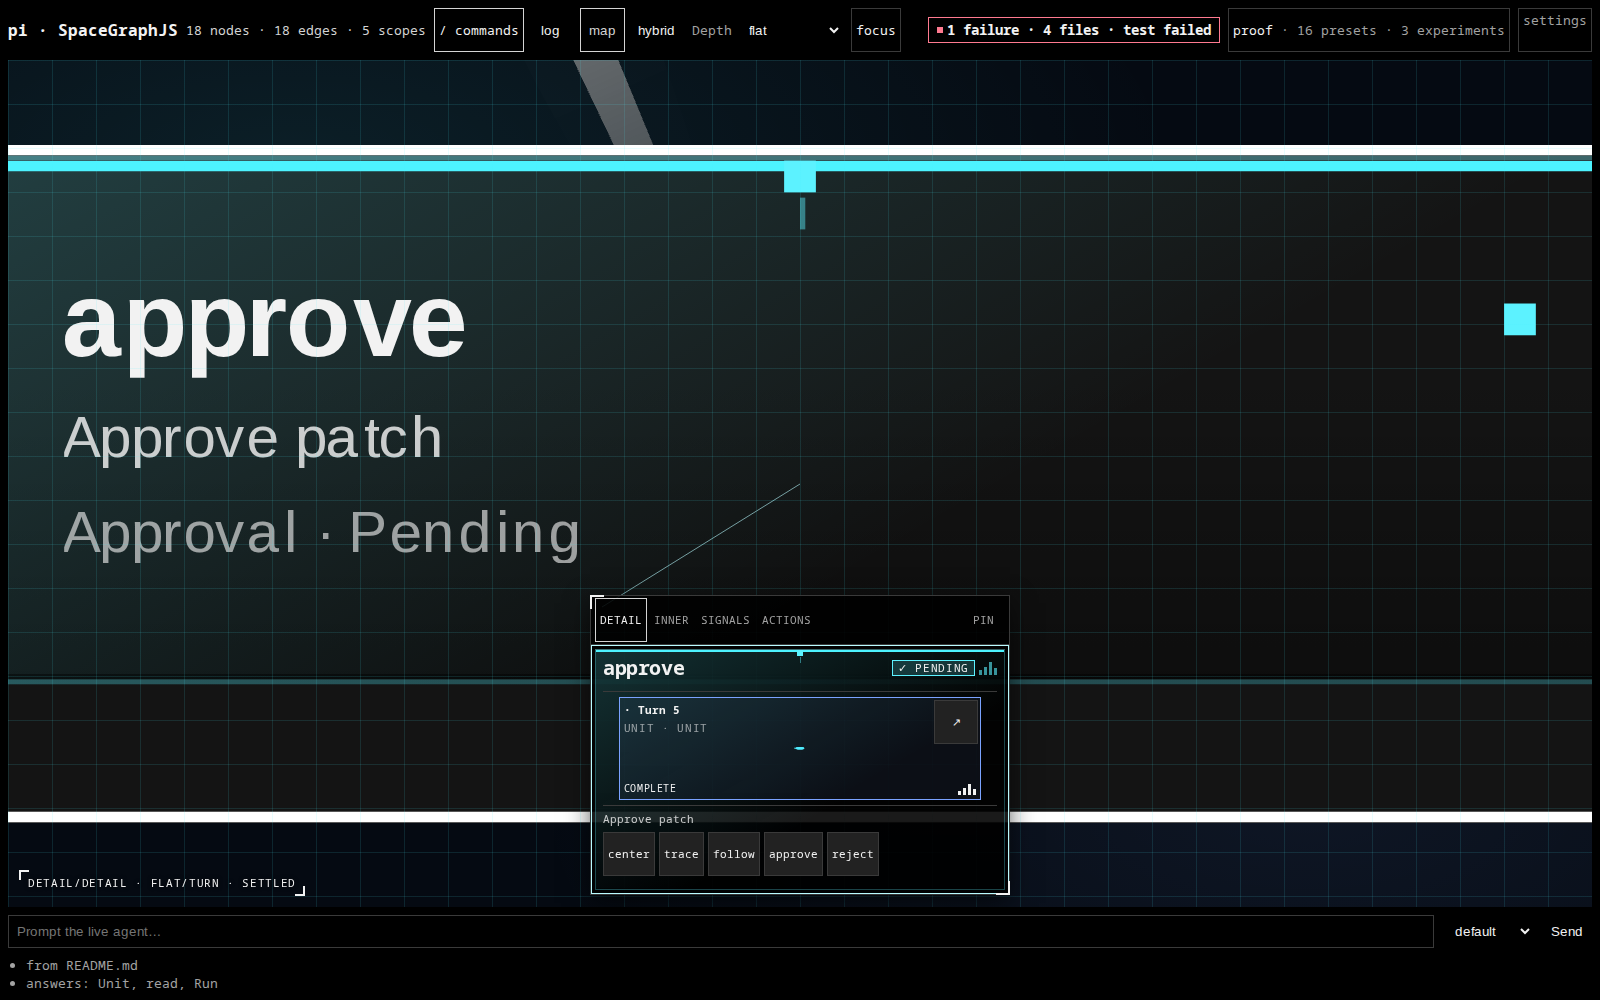 pi · SpaceGraphJS 18 nodes · 18 edges · 5 scopes / commands log map hybrid Depth flat focus 1 failure · 4 files · test failed proof · 16 presets · 3 experiments settings
approve
Approve patch
Approval · Pending
DETAIL INNER SIGNALS ACTIONS PIN
approve ✓ PENDING
· Turn 5 ↗
UNIT · UNIT
COMPLETE
Approve patch
center trace follow approve reject
DETAIL/DETAIL · FLAT/TURN · SETTLED
Prompt the live agent… default Send
• from README.md
• answers: Unit, read, Run